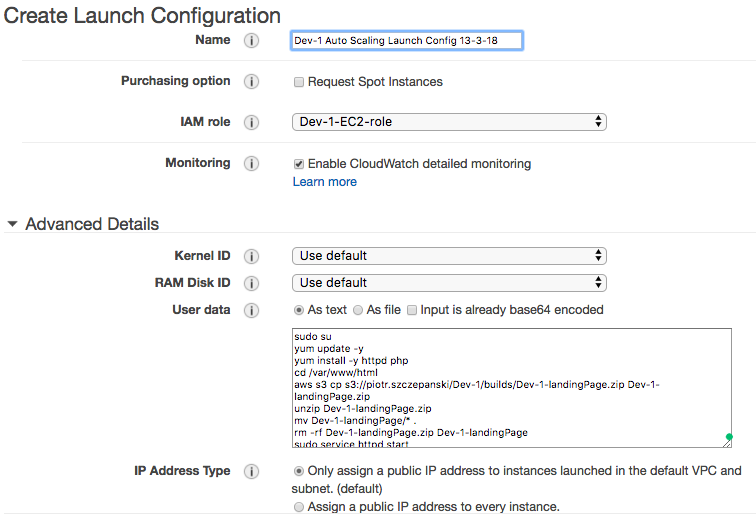 Create Launch Configuration
Name i Dev-1 Auto Scaling Launch Config 13-3-18
Purchasing option i Request Spot Instances
IAM role i Dev-1-EC2-role
Monitoring i Enable CloudWatch detailed monitoring
Learn more
Advanced Details
Kernel ID i Use default
RAM Disk ID i Use default
User data i As text As file Input is already base64 encoded
sudo su
yum update -y
yum install -y httpd php
cd /var/www/html
aws s3 cp s3://piotr.szczepanski/Dev-1/builds/Dev-1-landingPage.zip Dev-1-
landingPage.zip
unzip Dev-1-landingPage.zip
mv Dev-1-landingPage/* .
rm -rf Dev-1-landingPage.zip Dev-1-landingPage
sudo service httpd start
IP Address Type i Only assign a public IP address to instances launched in the default VPC and
subnet. (default)
Assign a public IP address to every instance.